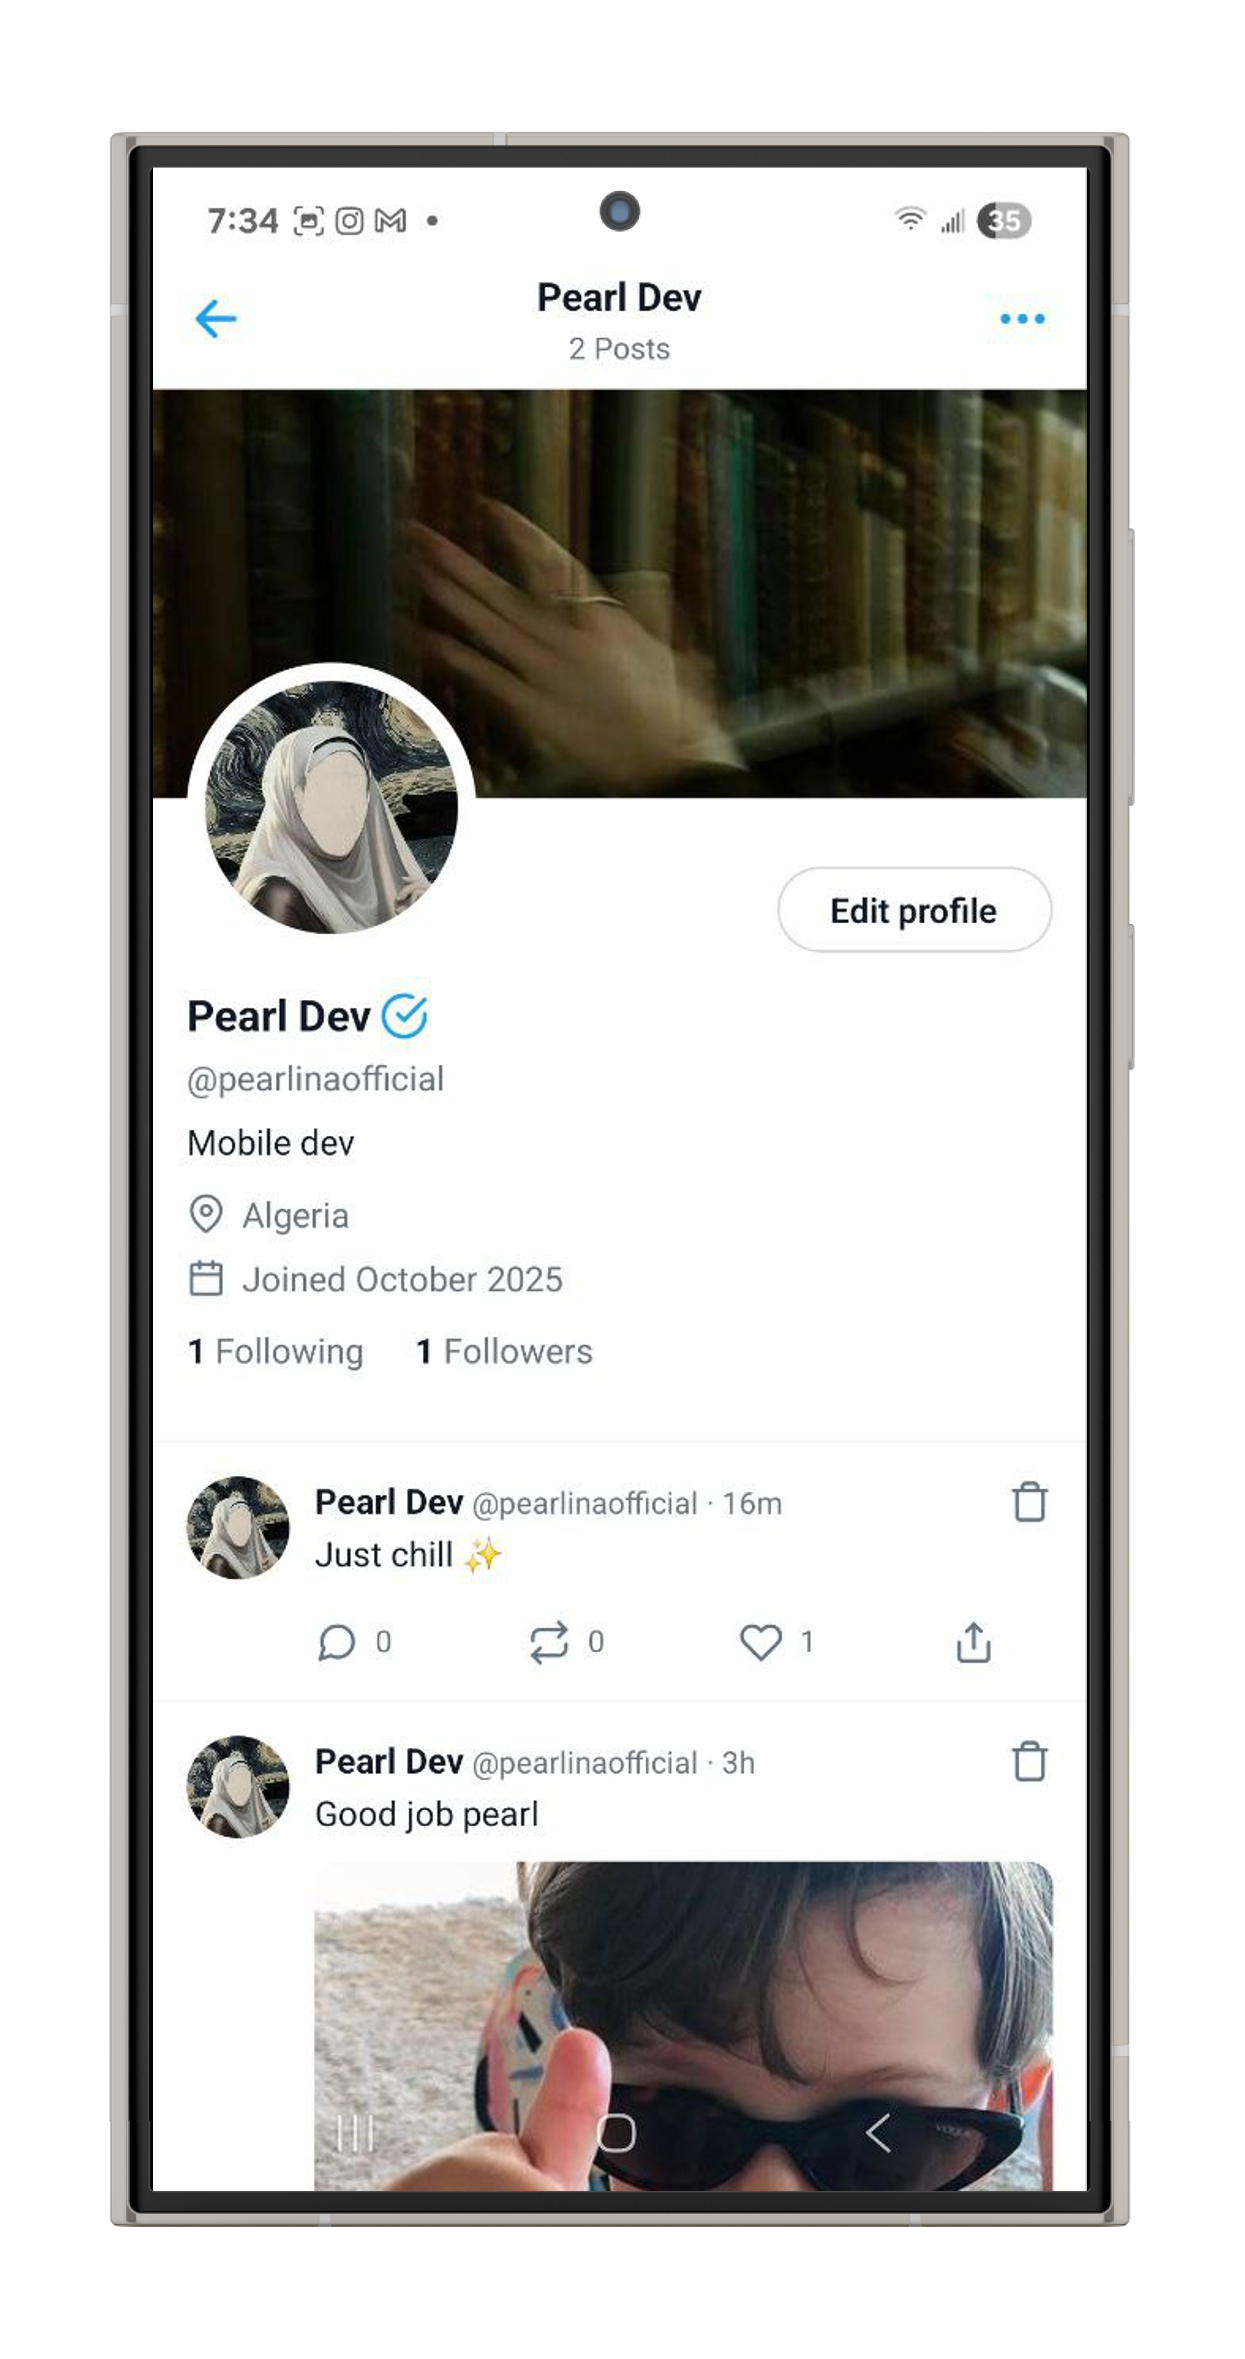 7:34
35
Pearl Dev
2 Posts
Edit profile
Pearl Dev
@pearlinaofficial
Mobile dev
Algeria
Joined October 2025
1 Following 1 Followers
Pearl Dev @pearlinaofficial · 16m
Just chill ✨
0 0 1
Pearl Dev @pearlinaofficial · 3h
Good job pearl
VOGUE